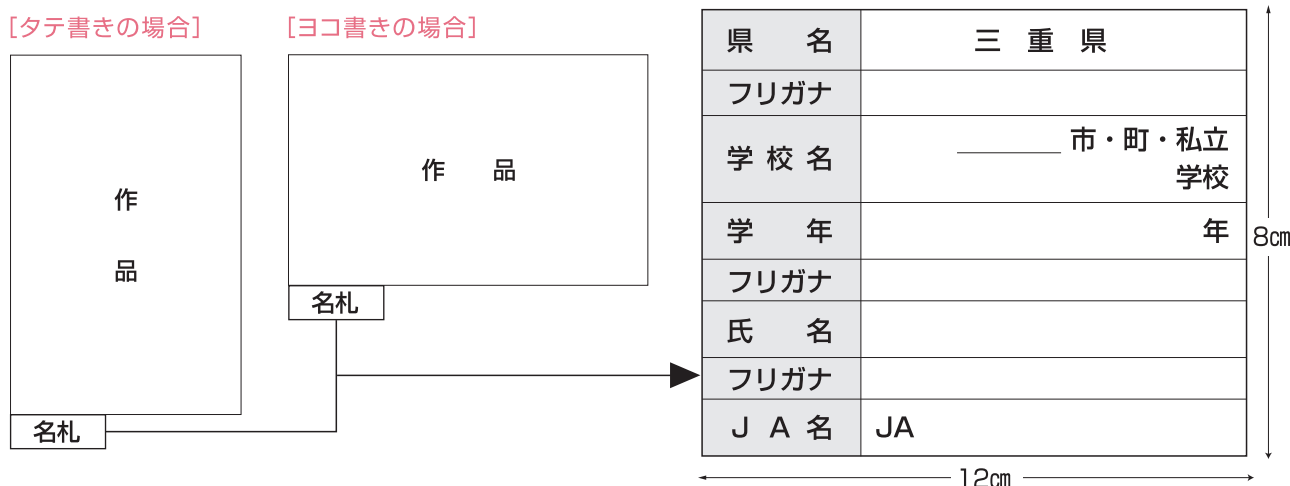 [タテ書きの場合]
作
品
名札
[ヨコ書きの場合]
作 品
名札
県 名 三 重 県
フリガナ
学 校 名 ________ 市・町・私立
学校
学 年 年
フリガナ
氏 名
フリガナ
J A 名 JA
8㎝
12㎝